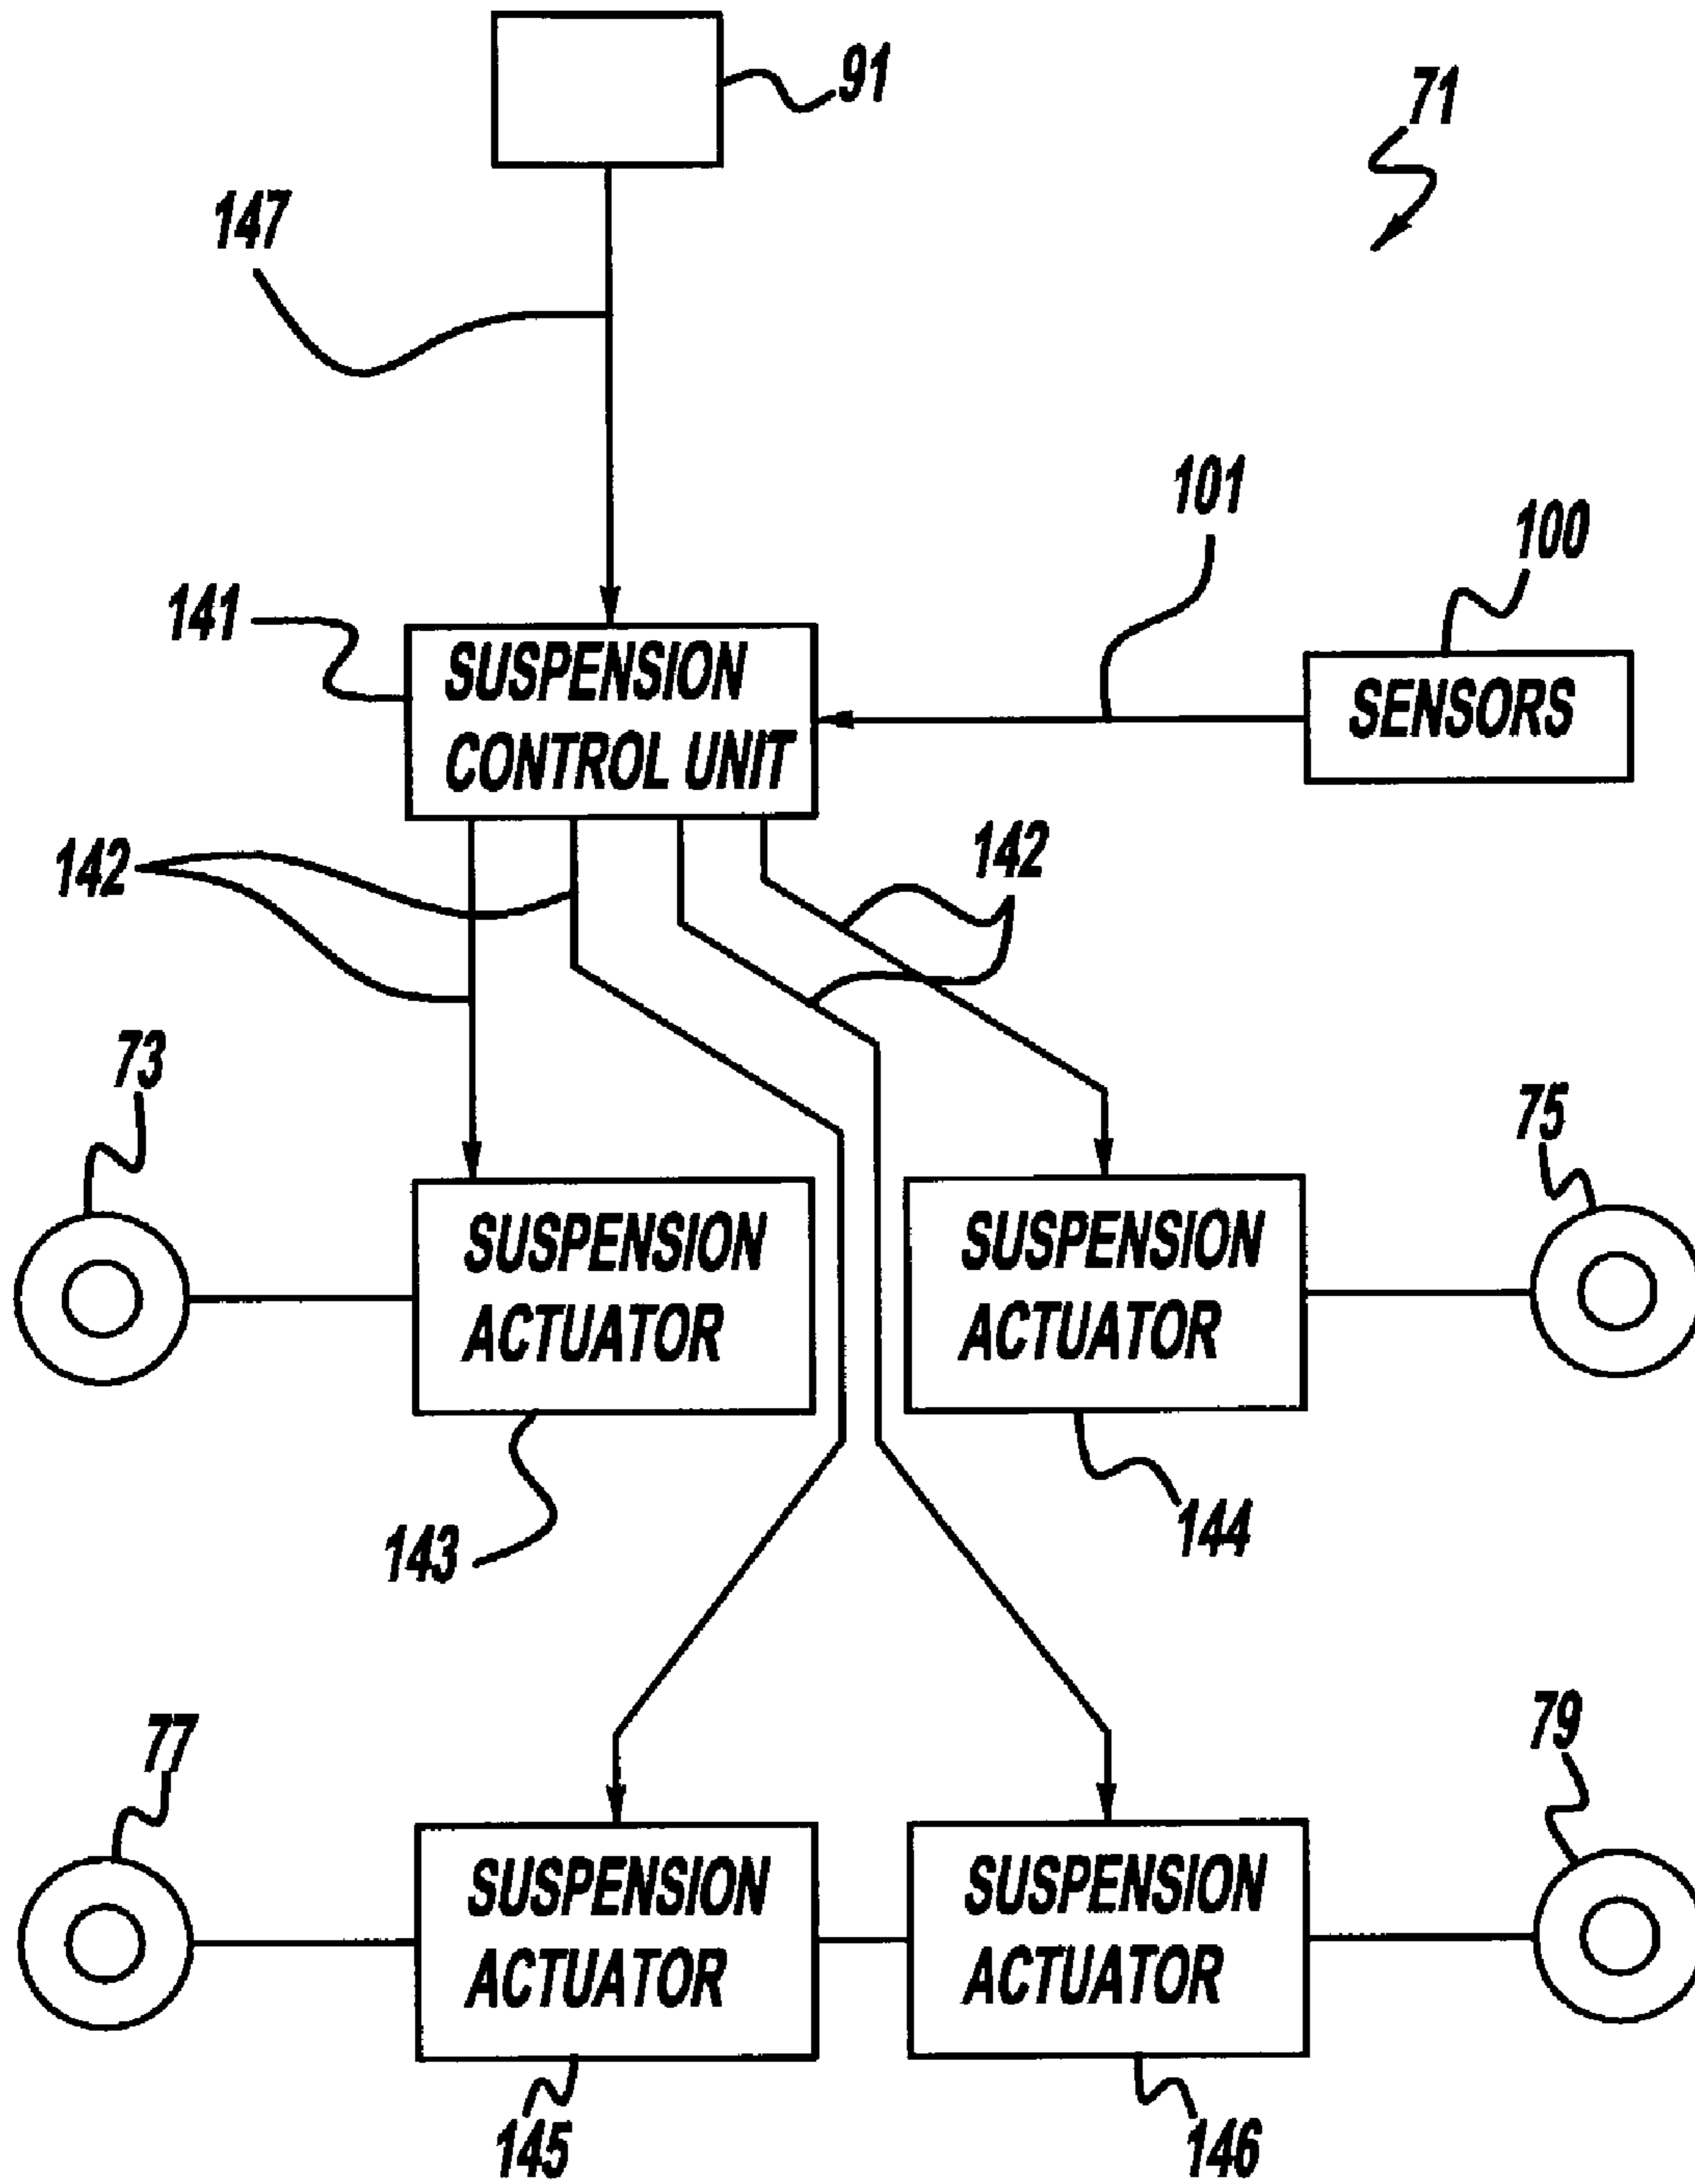 91
71
147
101
100
141
SUSPENSION
CONTROL UNIT
SENSORS
142
142
73
75
SUSPENSION
ACTUATOR
SUSPENSION
ACTUATOR
143
144
77
79
SUSPENSION
ACTUATOR
SUSPENSION
ACTUATOR
145
146